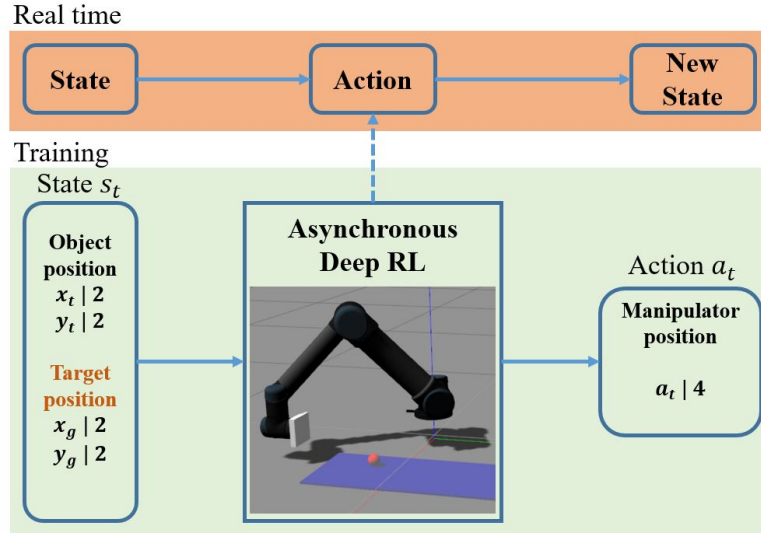 Real time
State
Action
New
State
Training
State s_t
Object
position
x_t | 2
y_t | 2
Target
position
x_g | 2
y_g | 2
Asynchronous
Deep RL
Action a_t
Manipulator
position
a_t | 4